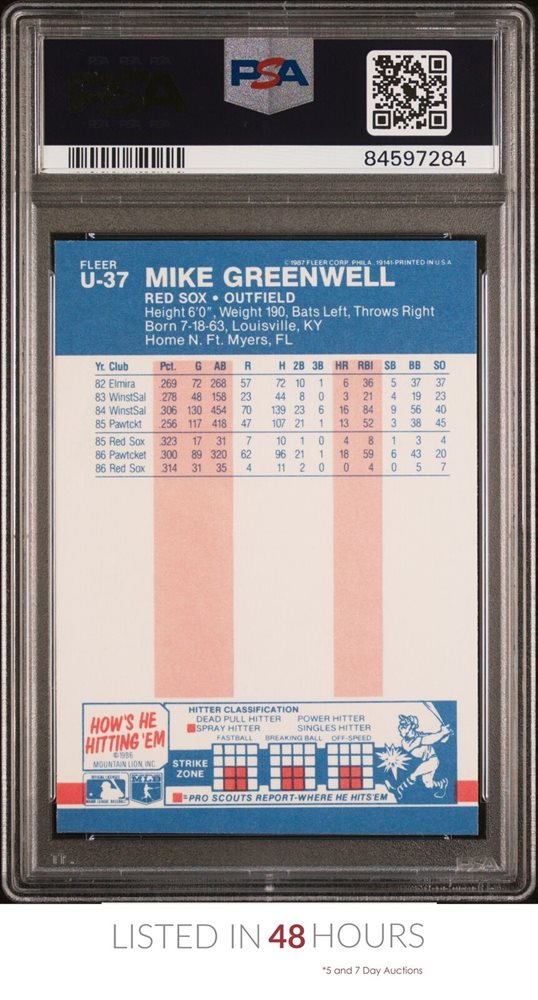 PSA
84597284
FLEER
U-37 MIKE GREENWELL
©1987 FLEER CORP. PHILA. 19141-PRINTED IN U.S.A
RED SOX • OUTFIELD
Height 6'0", Weight 190, Bats Left, Throws Right
Born 7-18-63, Louisville, KY
Home N. Ft. Myers, FL
Yr. Club Pct. G AB R H 2B 3B HR RBI SB BB SO
82 Elmira .269 72 268 57 72 10 1 6 36 5 37 37
83 WinstSal .278 48 158 23 44 8 0 3 21 4 19 23
84 WinstSal .306 130 454 70 139 23 6 16 84 9 56 40
85 Pawtckt .256 117 418 47 107 21 1 13 52 3 38 45
85 Red Sox .323 17 31 7 10 1 0 4 8 1 3 4
86 Pawtcket .300 89 320 62 96 21 1 18 59 6 43 20
86 Red Sox .314 31 35 4 11 2 0 0 4 0 5 7
HOW'S HE
HITTING 'EM
©1986
MOUNTAIN LION, INC.
HITTER CLASSIFICATION
DEAD PULL HITTER POWER HITTER
SPRAY HITTER SINGLES HITTER
FASTBALL BREAKING BALL OFF-SPEED
STRIKE
ZONE
=PRO SCOUTS REPORT-WHERE HE HITS'EM
PSA
LISTED IN 48 HOURS
*5 and 7 Day Auctions